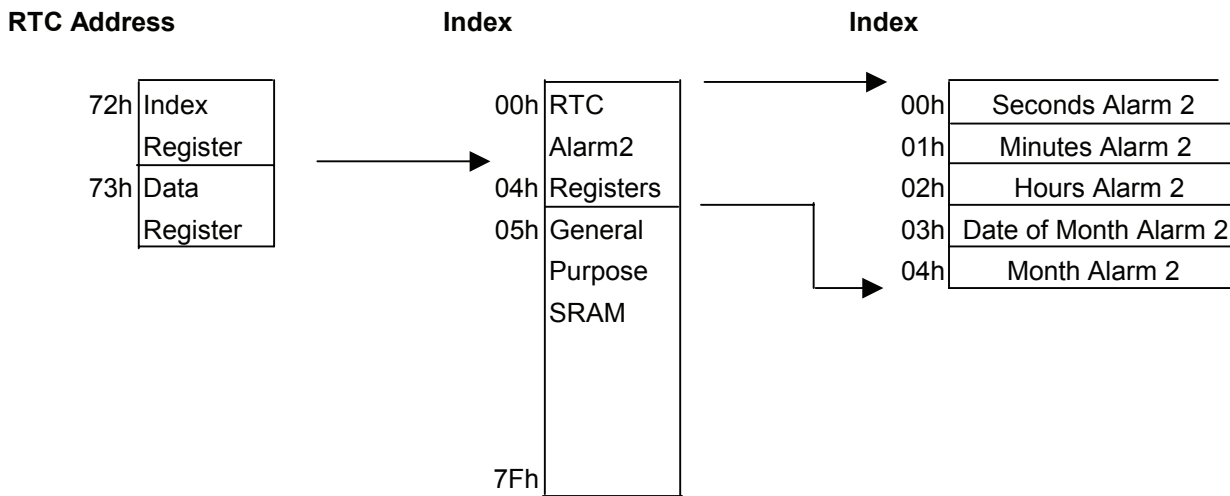 RTC Address Index Index
72h Index 00h RTC 00h Seconds Alarm 2
Register Alarm2 01h Minutes Alarm 2
73h Data 04h Registers 02h Hours Alarm 2
Register 05h General 03h Date of Month Alarm 2
Purpose 04h Month Alarm 2
SRAM
7Fh